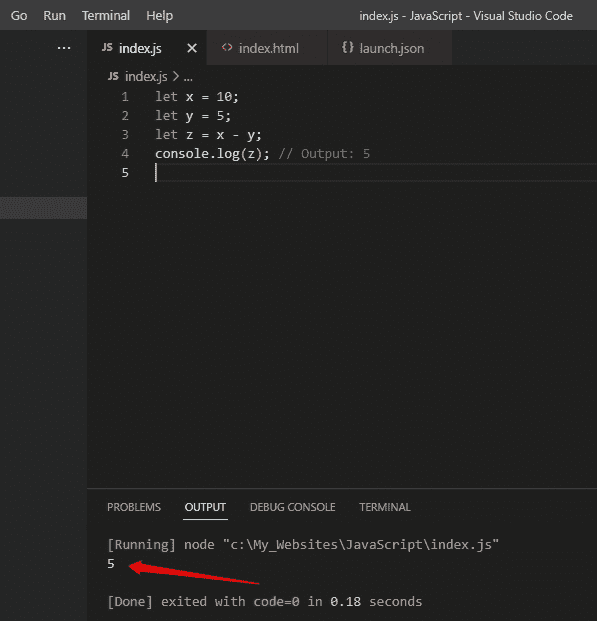 Go Run Terminal Help index.js - JavaScript - Visual Studio Code
··· JS index.js × <> index.html {} launch.json
JS index.js > ...
1 let x = 10;
2 let y = 5;
3 let z = x - y;
4 console.log(z); // Output: 5
5
PROBLEMS OUTPUT DEBUG CONSOLE TERMINAL
[Running] node "c:\My_Websites\JavaScript\index.js"
5
[Done] exited with code=0 in 0.18 seconds